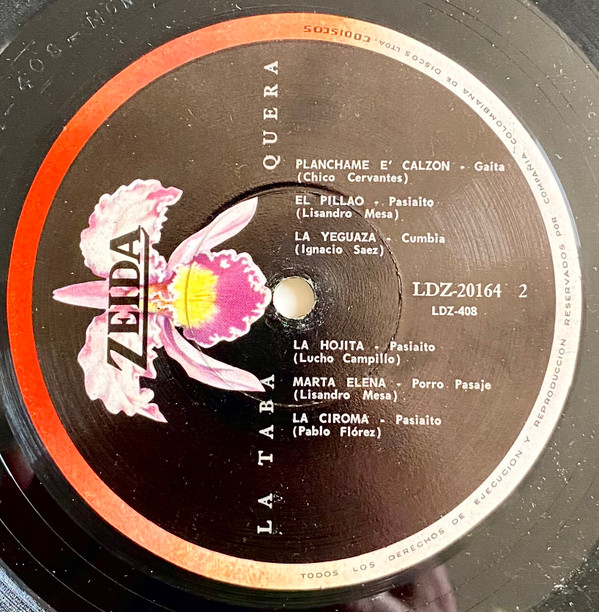 ZEIDA
LA TABAQUERA
PLANCHAME E' CALZON - Gaita
(Chico Cervantes)
EL PILLAO - Pasiaito
(Lisandro Mesa)
LA YEGUAZA - Cumbia
(Ignacio Saez)
LDZ-20164 2
LDZ-408
LA HOJITA - Pasiaito
(Lucho Campillo)
MARTA ELENA - Porro Pasaje
(Lisandro Mesa)
LA CIROMA - Pasiaito
(Pablo Flórez)
TODOS LOS DERECHOS DE EJECUCION Y REPRODUCCION RESERVADOS POR COMPAÑIA COLOMBIANA DE DISCOS LTDA. CODISCOS